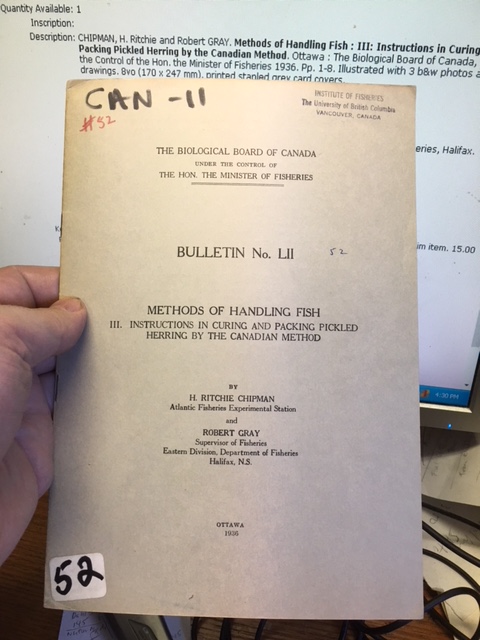 Quantity Available: 1
Inscription:
Description: CHIPMAN, H. Ritchie and Robert GRAY. Methods of Handling Fish : III: Instructions in Curing
Packing Pickled Herring by the Canadian Method. Ottawa : The Biological Board of Canada,
the Control of the Hon. the Minister of Fisheries 1936. Pp. 1-8. Illustrated with 3 b&w photos
drawings. 8vo (170 x 247 mm). printed stapled grey card covers.
eries, Halifax.
im item. 15.00
4:30 PM
CAN-11
#52
INSTITUTE OF FISHERIES
The University of British Columbia
VANCOUVER, CANADA
THE BIOLOGICAL BOARD OF CANADA
UNDER THE CONTROL OF
THE HON. THE MINISTER OF FISHERIES
BULLETIN No. LII 52
METHODS OF HANDLING FISH
III. INSTRUCTIONS IN CURING AND PACKING PICKLED
HERRING BY THE CANADIAN METHOD
BY
H. RITCHIE CHIPMAN
Atlantic Fisheries Experimental Station
and
ROBERT GRAY
Supervisor of Fisheries
Eastern Division, Department of Fisheries
Halifax, N.S.
OTTAWA
1936
52